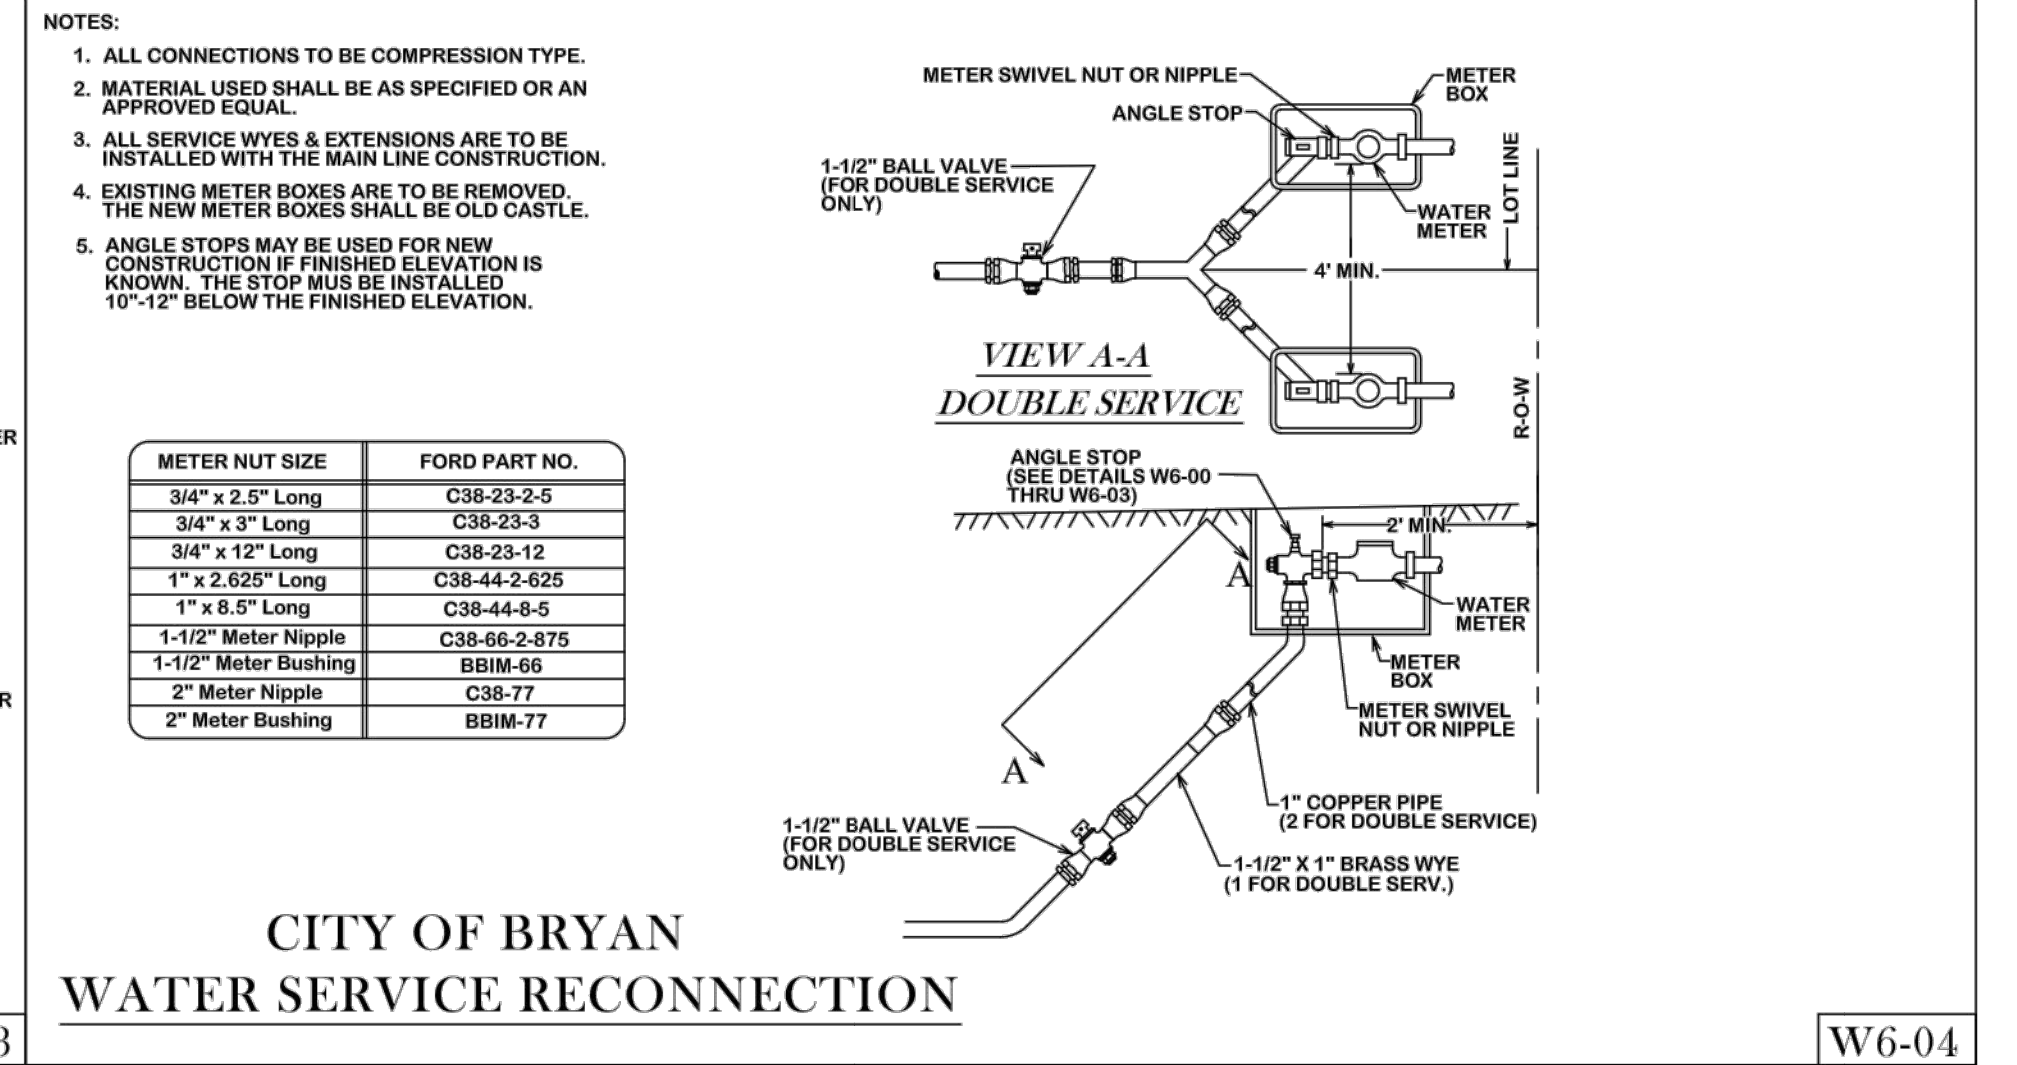 NOTES:
1. ALL CONNECTIONS TO BE COMPRESSION TYPE.
2. MATERIAL USED SHALL BE AS SPECIFIED OR AN
APPROVED EQUAL.
3. ALL SERVICE WYES & EXTENSIONS ARE TO BE
INSTALLED WITH THE MAIN LINE CONSTRUCTION.
4. EXISTING METER BOXES ARE TO BE REMOVED.
THE NEW METER BOXES SHALL BE OLD CASTLE.
5. ANGLE STOPS MAY BE USED FOR NEW
CONSTRUCTION IF FINISHED ELEVATION IS
KNOWN. THE STOP MUS BE INSTALLED
10"-12" BELOW THE FINISHED ELEVATION.
METER NUT SIZE FORD PART NO.
3/4" x 2.5" Long C38-23-2-5
3/4" x 3" Long C38-23-3
3/4" x 12" Long C38-23-12
1" x 2.625" Long C38-44-2-625
1" x 8.5" Long C38-44-8-5
1-1/2" Meter Nipple C38-66-2-875
1-1/2" Meter Bushing BBIM-66
2" Meter Nipple C38-77
2" Meter Bushing BBIM-77
METER SWIVEL NUT OR NIPPLE
METER
BOX
ANGLE STOP
1-1/2" BALL VALVE
(FOR DOUBLE SERVICE
ONLY)
LOT LINE
WATER
METER
4' MIN.
VIEW A-A
DOUBLE SERVICE
R-O-W
ANGLE STOP
(SEE DETAILS W6-00
THRU W6-03)
2' MIN.
A
WATER
METER
METER
BOX
METER SWIVEL
NUT OR NIPPLE
A
1" COPPER PIPE
(2 FOR DOUBLE SERVICE)
1-1/2" BALL VALVE
(FOR DOUBLE SERVICE
ONLY)
1-1/2" X 1" BRASS WYE
(1 FOR DOUBLE SERV.)
CITY OF BRYAN
WATER SERVICE RECONNECTION
W6-04
ER
R
3